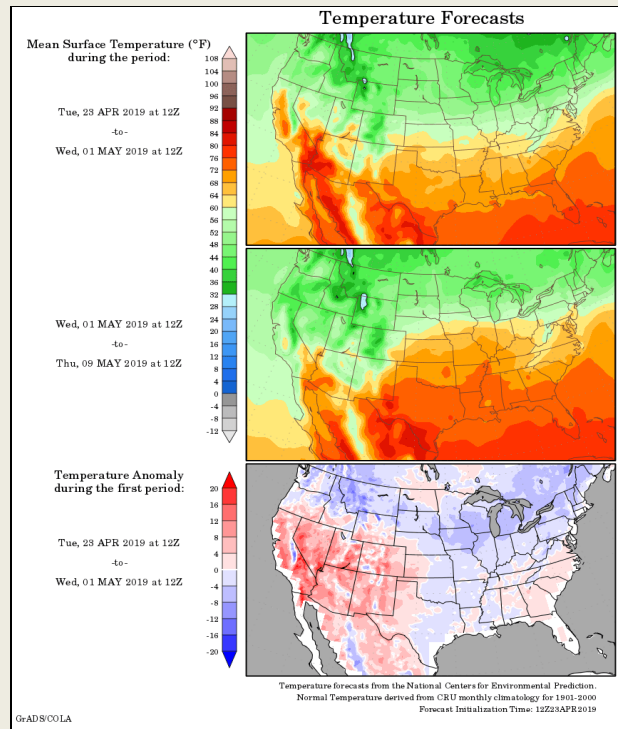 Temperature Forecasts
Mean Surface Temperature (°F)
during the period:
108
104
100
96
92
88
84
80
76
72
68
64
60
56
52
48
44
40
36
32
28
24
20
16
12
8
4
0
-4
-8
-12
Tue, 23 APR 2019 at 12Z
-to-
Wed, 01 MAY 2019 at 12Z
Wed, 01 MAY 2019 at 12Z
-to-
Thu, 09 MAY 2019 at 12Z
Temperature Anomaly
during the first period:
20
16
12
8
4
0
-4
-8
-12
-16
-20
Tue, 23 APR 2019 at 12Z
-to-
Wed, 01 MAY 2019 at 12Z
Temperature forecasts from the National Centers for Environmental Prediction.
Normal Temperature derived from CRU monthly climatology for 1901-2000
Forecast Initialization Time: 12Z23APR2019
GrADS/COLA